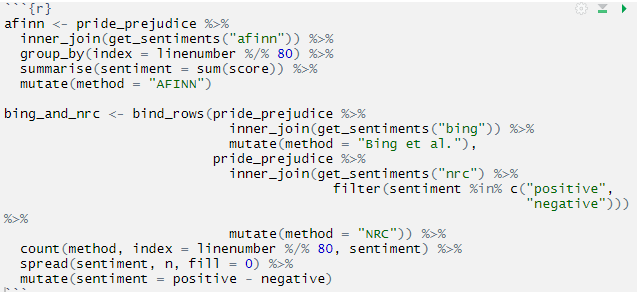 ```{r}
afinn <- pride_prejudice %>%
  inner_join(get_sentiments("afinn")) %>%
  group_by(index = linenumber %/% 80) %>%
  summarise(sentiment = sum(score)) %>%
  mutate(method = "AFINN")

bing_and_nrc <- bind_rows(pride_prejudice %>%
                            inner_join(get_sentiments("bing")) %>%
                            mutate(method = "Bing et al."),
                          pride_prejudice %>%
                            inner_join(get_sentiments("nrc") %>%
                                         filter(sentiment %in% c("positive",
                                                                 "negative")))
%>%
                            mutate(method = "NRC")) %>%
  count(method, index = linenumber %/% 80, sentiment) %>%
  spread(sentiment, n, fill = 0) %>%
  mutate(sentiment = positive - negative)
```